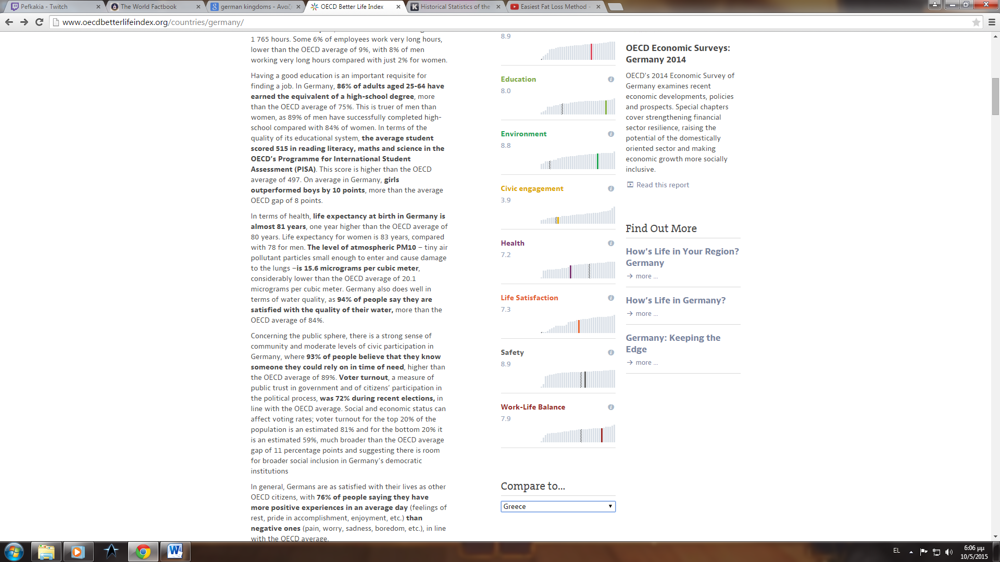 Pefkakia - Twitch
The World Factbook
german kingdoms - Ανα
OECD Better Life Index
Historical Statistics of the
Easiest Fat Loss Method -
www.oecdbetterlifeindex.org/countries/germany/
1 765 hours. Some 6% of employees work very long hours,
lower than the OECD average of 9%, with 8% of men
working very long hours compared with just 2% for women.
Having a good education is an important requisite for
finding a job. In Germany, 86% of adults aged 25-64 have
earned the equivalent of a high-school degree, more
than the OECD average of 75%. This is truer of men than
women, as 89% of men have successfully completed high-
school compared with 84% of women. In terms of the
quality of its educational system, the average student
scored 515 in reading literacy, maths and science in the
OECD's Programme for International Student
Assessment (PISA). This score is higher than the OECD
average of 497. On average in Germany, girls
outperformed boys by 10 points, more than the average
OECD gap of 8 points.
In terms of health, life expectancy at birth in Germany is
almost 81 years, one year higher than the OECD average of
80 years. Life expectancy for women is 83 years, compared
with 78 for men. The level of atmospheric PM10 – tiny air
pollutant particles small enough to enter and cause damage
to the lungs –is 15.6 micrograms per cubic meter,
considerably lower than the OECD average of 20.1
micrograms per cubic meter. Germany also does well in
terms of water quality, as 94% of people say they are
satisfied with the quality of their water, more than the
OECD average of 84%.
Concerning the public sphere, there is a strong sense of
community and moderate levels of civic participation in
Germany, where 93% of people believe that they know
someone they could rely on in time of need, higher than
the OECD average of 89%. Voter turnout, a measure of
public trust in government and of citizens' participation in
the political process, was 72% during recent elections, in
line with the OECD average. Social and economic status can
affect voting rates; voter turnout for the top 20% of the
population is an estimated 81% and for the bottom 20% it
is an estimated 59%, much broader than the OECD average
gap of 11 percentage points and suggesting there is room
for broader social inclusion in Germany's democratic
institutions
In general, Germans are as satisfied with their lives as other
OECD citizens, with 76% of people saying they have
more positive experiences in an average day (feelings of
rest, pride in accomplishment, enjoyment, etc.) than
negative ones (pain, worry, sadness, boredom, etc.), in line
with the OECD average.
8.9
Education
8.0
Environment
8.8
Civic engagement
3.9
Health
7.2
Life Satisfaction
7.3
Safety
8.9
Work-Life Balance
7.9
Compare to...
Greece
OECD Economic Surveys:
Germany 2014
OECD's 2014 Economic Survey of
Germany examines recent
economic developments, policies
and prospects. Special chapters
cover strengthening financial
sector resilience, raising the
potential of the domestically
oriented sector and making
economic growth more socially
inclusive.
Read this report
Find Out More
How's Life in Your Region?
Germany
more ...
How's Life in Germany?
more ...
Germany: Keeping the
Edge
more ...
EL
6:06 μμ
10/5/2015